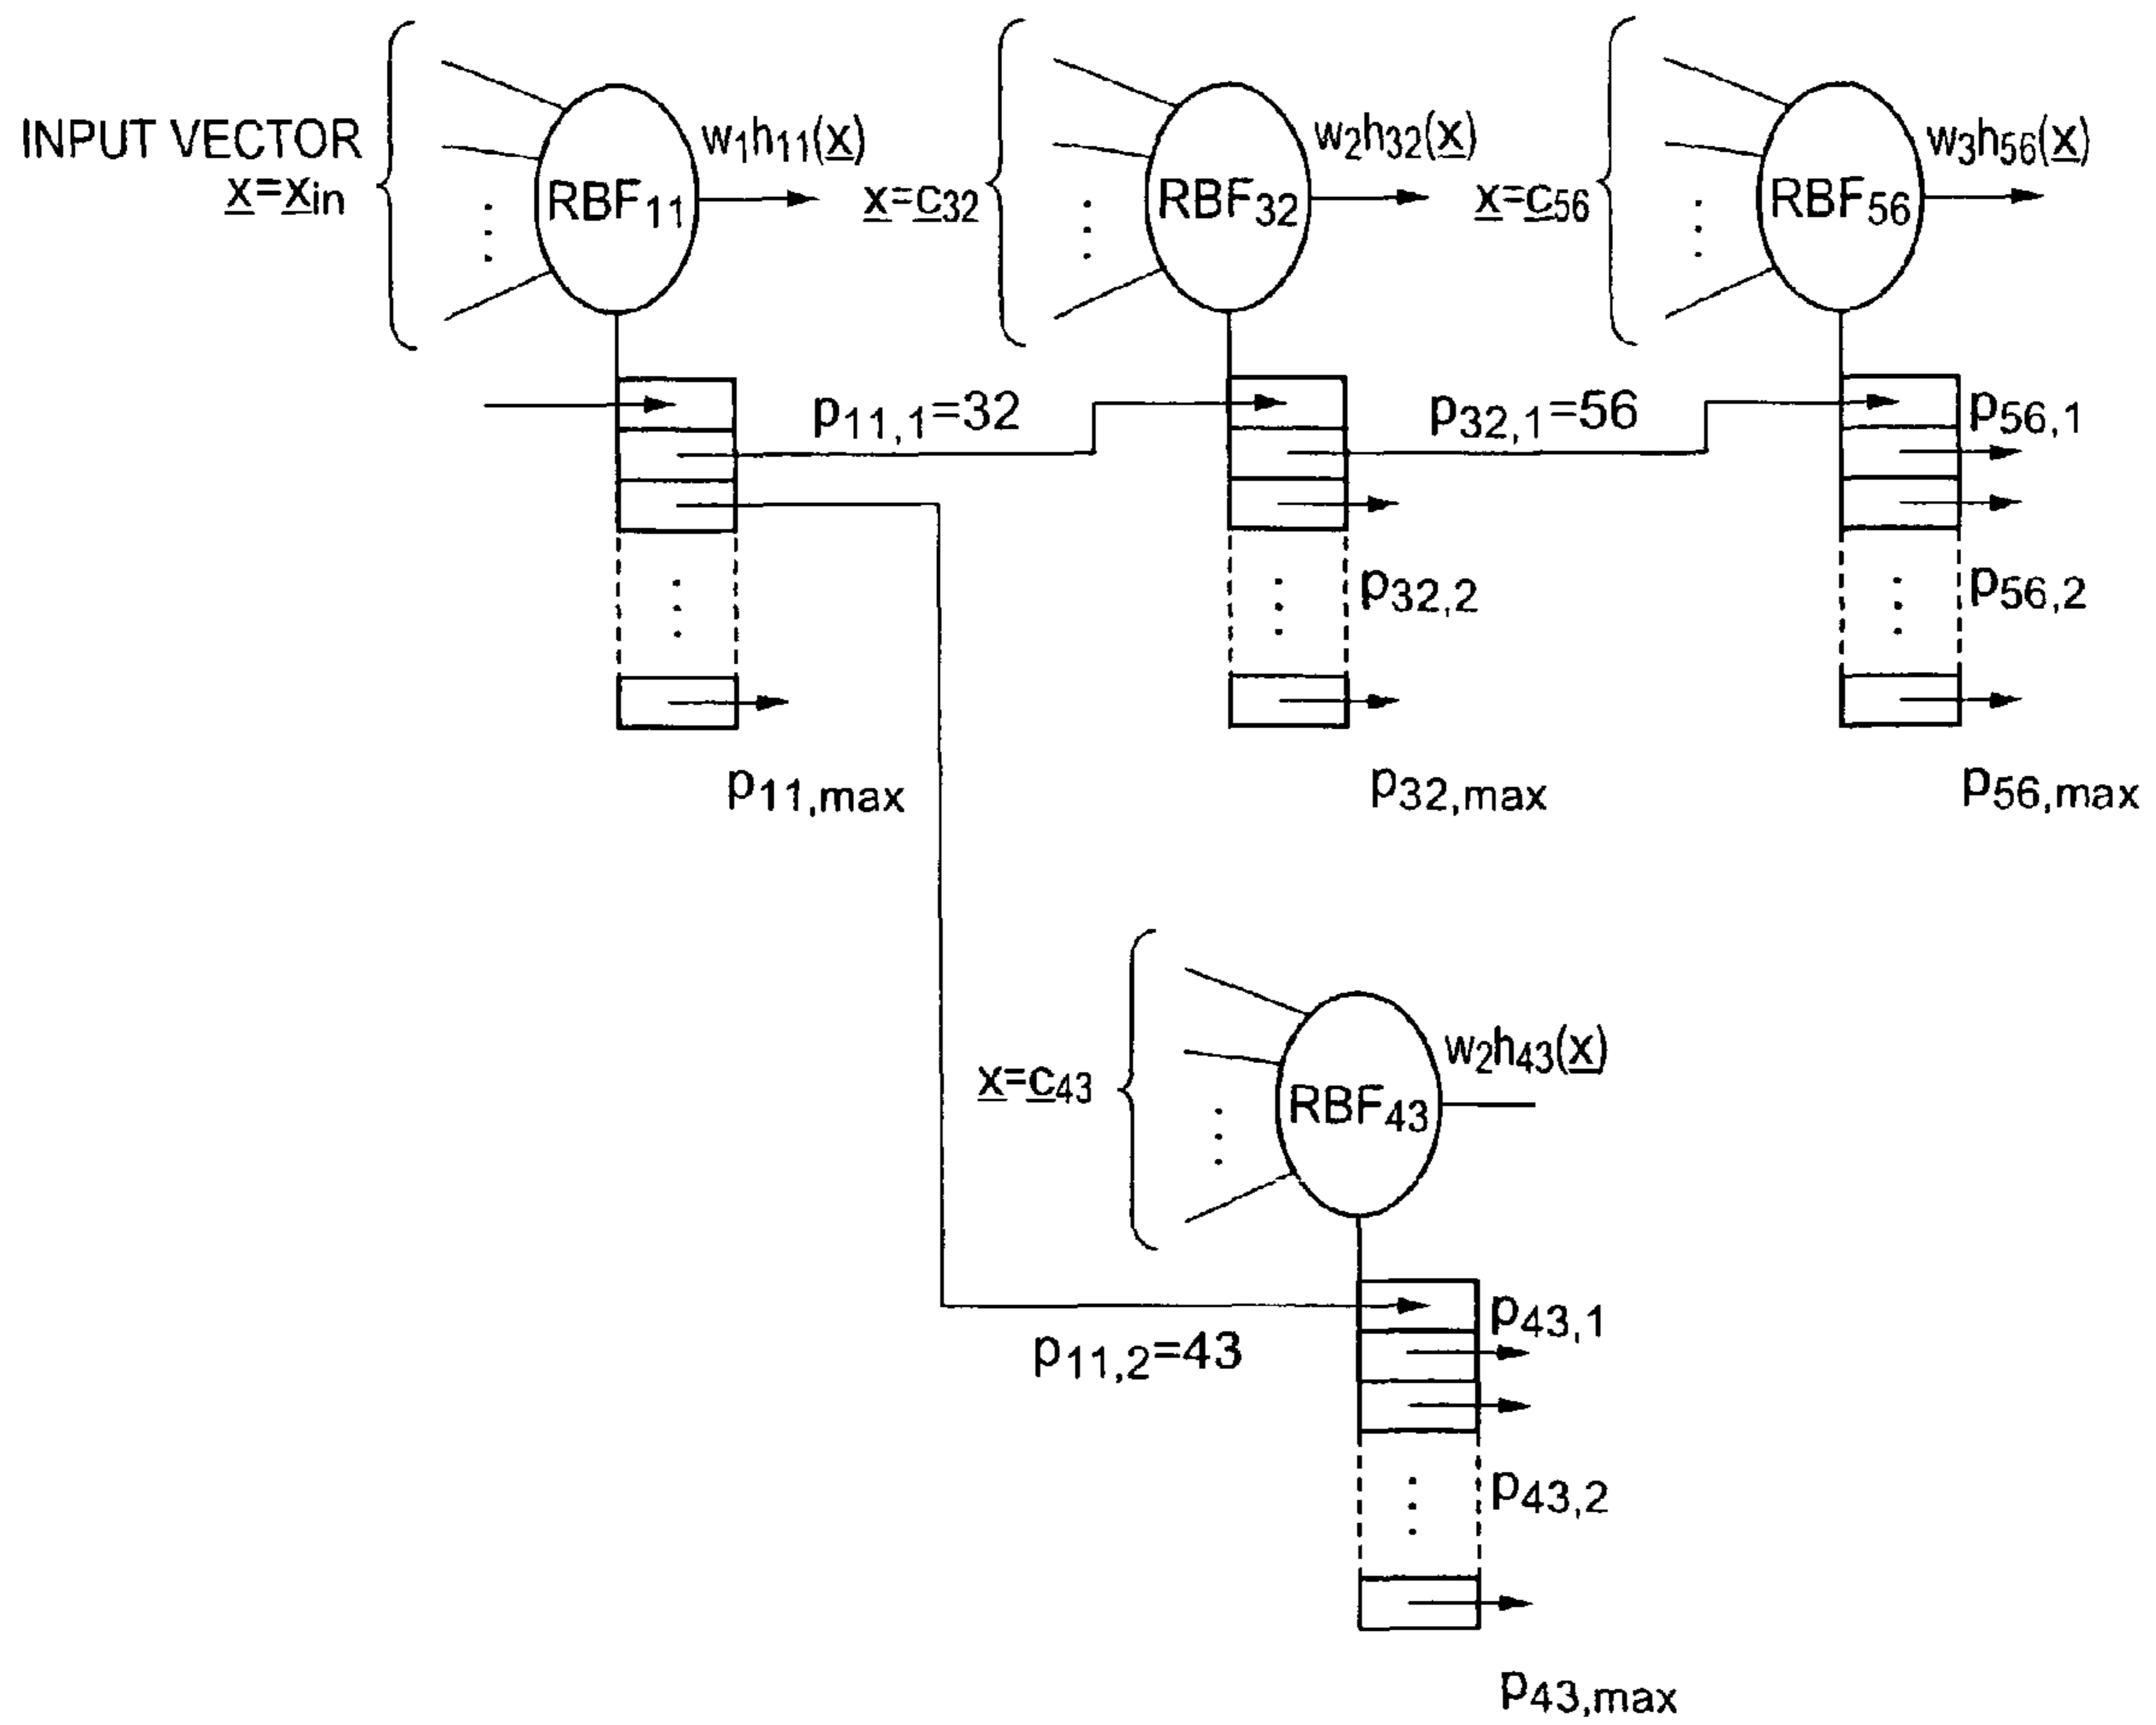 INPUT VECTOR
x=xin
RBF11
w1h11(x)
x=c32
RBF32
w2h32(x)
x=c56
RBF56
w3h56(x)
p11,1=32
p32,1=56
p56,1
p32,2
p56,2
p11,max
p32,max
p56,max
x=c43
RBF43
w2h43(x)
p11,2=43
p43,1
p43,2
p43,max